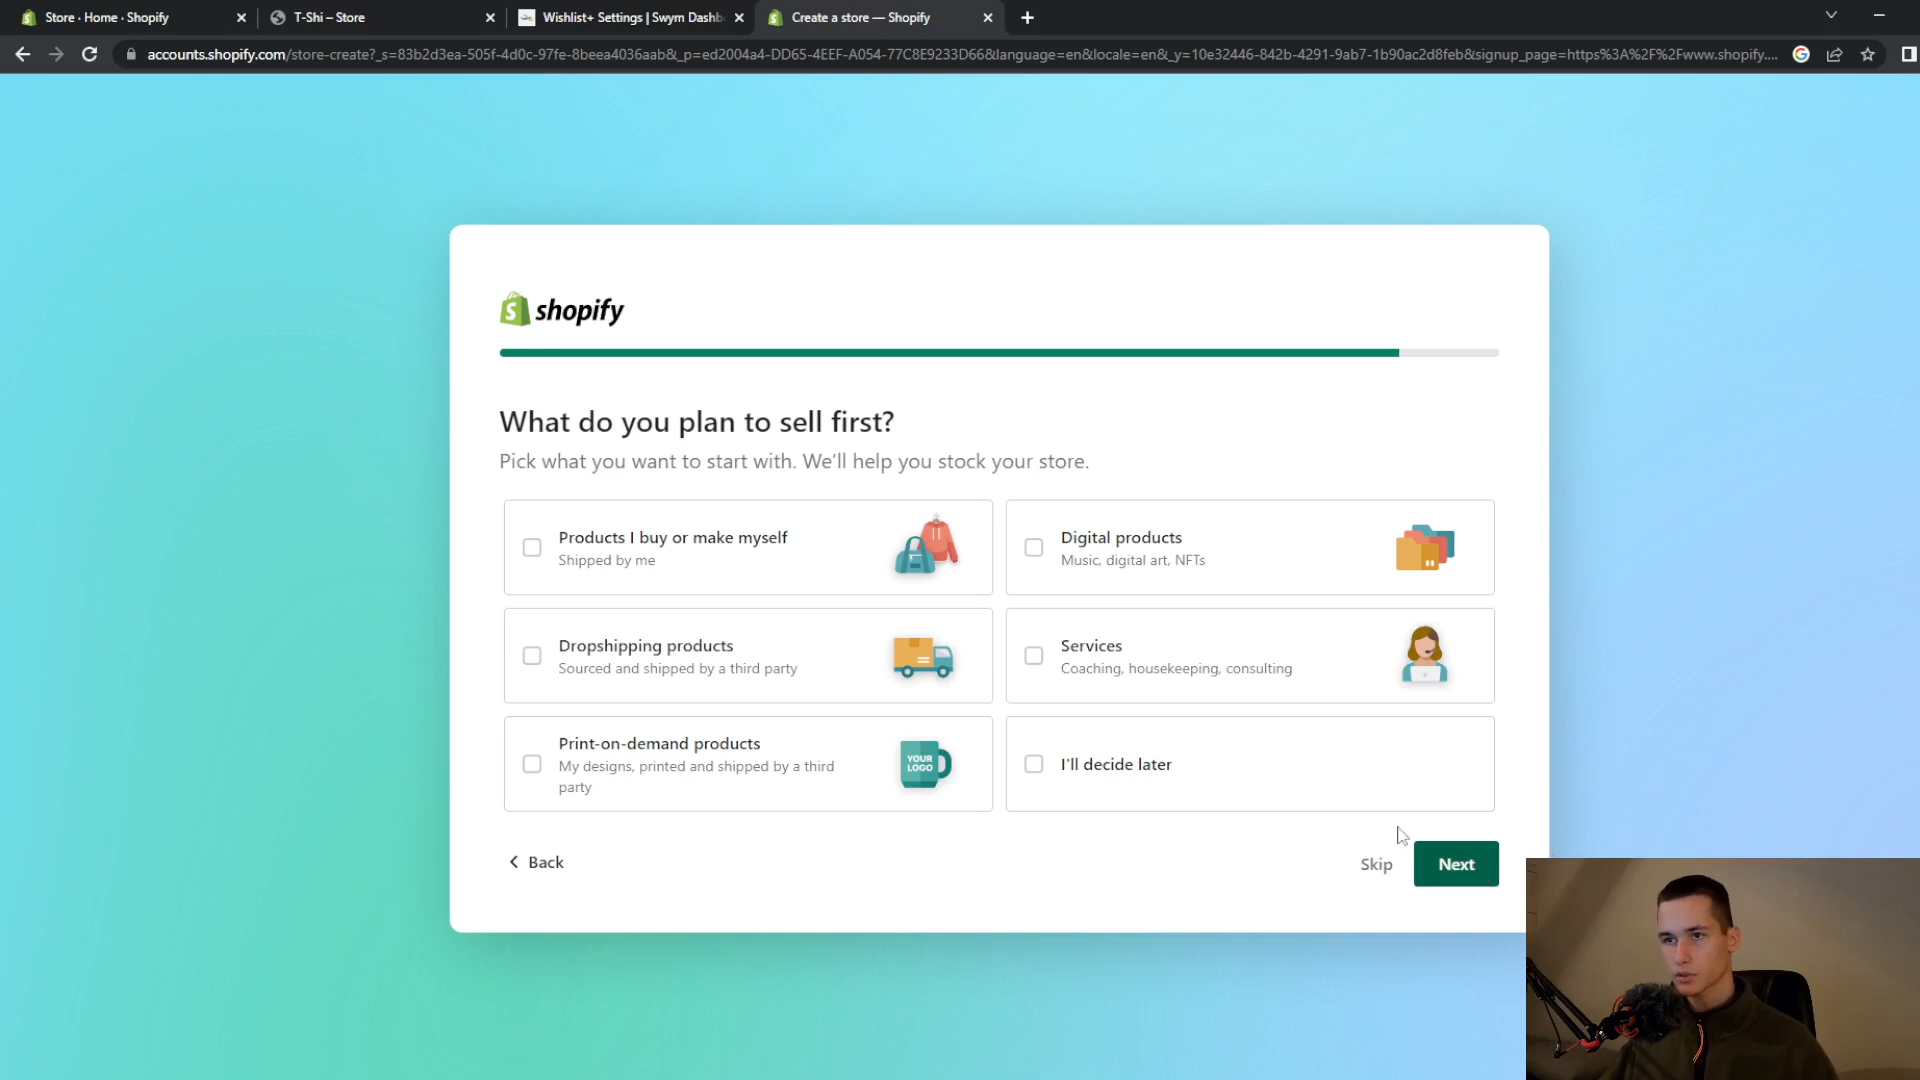 Store · Home · Shopify
T-Shi – Store
Wishlist+ Settings | Swym Dashb
Create a store — Shopify
accounts.shopify.com/store-create?_s=83b2d3ea-505f-4d0c-97fe-8beea4036aab&_p=ed2004a4-DD65-4EEF-A054-77C8E9233D66&language=en&locale=en&_y=10e32446-842b-4291-9ab7-1b90ac2d8feb&signup_page=https%3A%2F%2Fwww.shopify....
shopify
What do you plan to sell first?
Pick what you want to start with. We'll help you stock your store.
Products I buy or make myself
Shipped by me
Digital products
Music, digital art, NFTs
Dropshipping products
Sourced and shipped by a third party
Services
Coaching, housekeeping, consulting
Print-on-demand products
My designs, printed and shipped by a third
party
YOUR
LOGO
I'll decide later
Back
Skip
Next